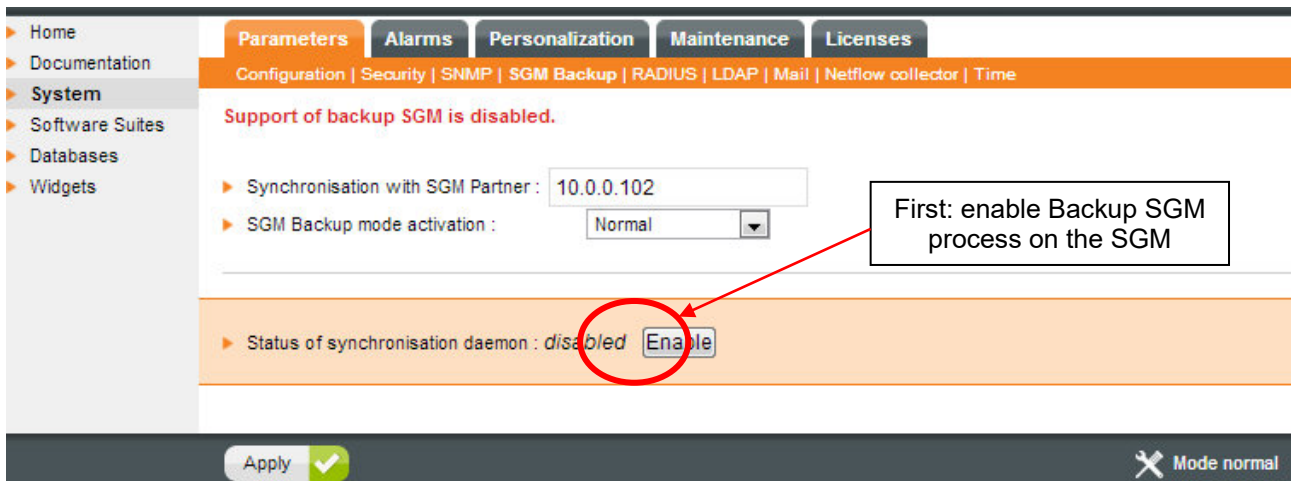 Home
Documentation
System
Software Suites
Databases
Widgets
Parameters Alarms Personalization Maintenance Licenses
Configuration | Security | SNMP | SGM Backup | RADIUS | LDAP | Mail | Netflow collector | Time
Support of backup SGM is disabled.
Synchronisation with SGM Partner : 10.0.0.102
SGM Backup mode activation : Normal
First: enable Backup SGM
process on the SGM
Status of synchronisation daemon : disabled Enable
Apply
Mode normal